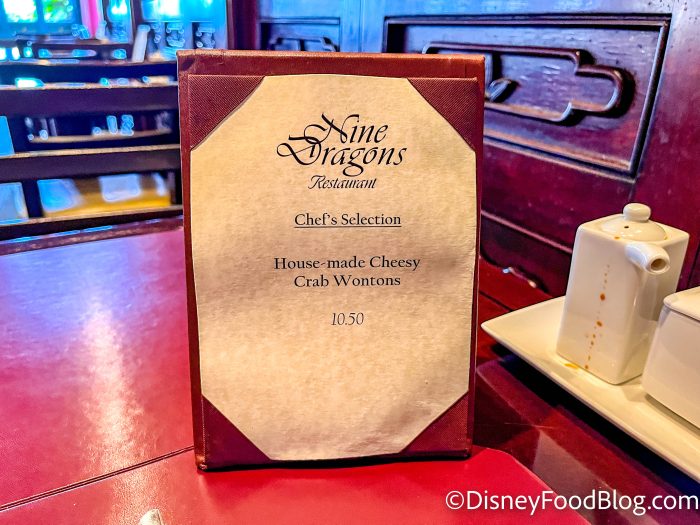 Nine
Dragons
Restaurant
Chef's Selection
House-made Cheesy
Crab Wontons
10.50
©DisneyFoodBlog.com